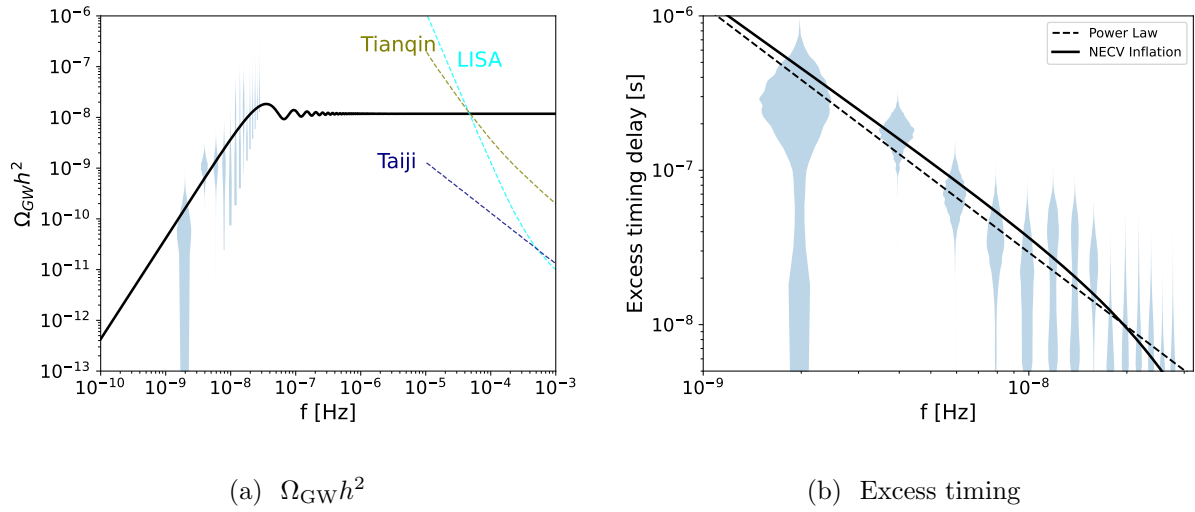 10⁻⁶
10⁻⁷
10⁻⁸
10⁻⁹
10⁻¹⁰
10⁻¹¹
10⁻¹²
10⁻¹³
Ω_GW h²
Tianqin
LISA
Taiji
10⁻¹⁰ 10⁻⁹ 10⁻⁸ 10⁻⁷ 10⁻⁶ 10⁻⁵ 10⁻⁴ 10⁻³
f [Hz]
(a) Ω_GW h²
10⁻⁶
10⁻⁷
10⁻⁸
Excess timing delay [s]
Power Law
NECV Inflation
10⁻⁹ 10⁻⁸
f [Hz]
(b) Excess timing